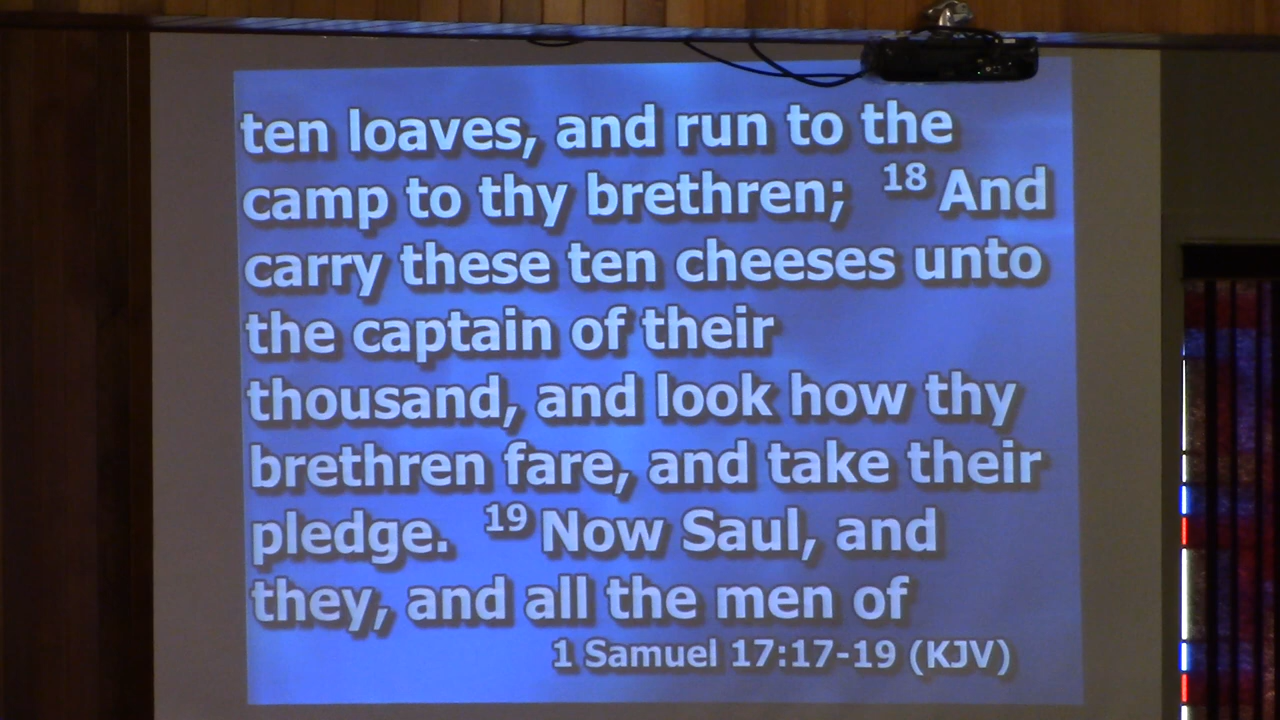 ten loaves, and run to the
camp to thy brethren; 18 And
carry these ten cheeses unto
the captain of their
thousand, and look how thy
brethren fare, and take their
pledge. 19 Now Saul, and
they, and all the men of
1 Samuel 17:17-19 (KJV)